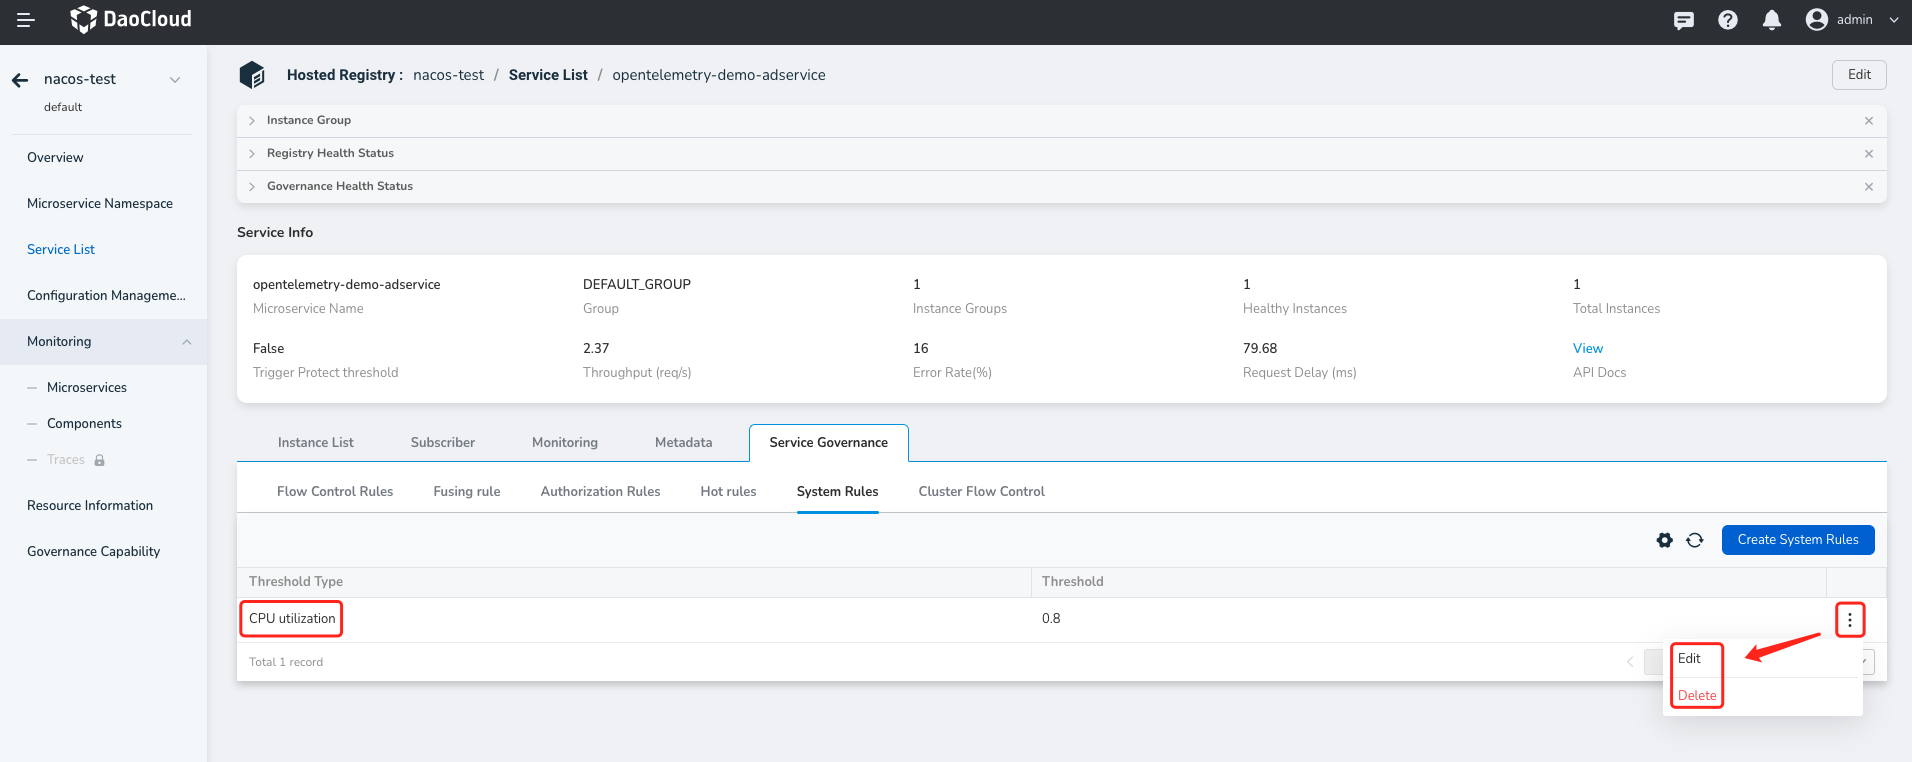 DaoCloud
admin
nacos-test
default
Overview
Microservice Namespace
Service List
Configuration Manageme...
Monitoring
Microservices
Components
Traces
Resource Information
Governance Capability
Hosted Registry : nacos-test / Service List / opentelemetry-demo-adservice
Edit
Instance Group
Registry Health Status
Governance Health Status
Service Info
opentelemetry-demo-adservice DEFAULT_GROUP 1 1 1
Microservice Name Group Instance Groups Healthy Instances Total Instances
False 2.37 16 79.68 View
Trigger Protect threshold Throughput (req/s) Error Rate(%) Request Delay (ms) API Docs
Instance List Subscriber Monitoring Metadata Service Governance
Flow Control Rules Fusing rule Authorization Rules Hot rules System Rules Cluster Flow Control
Create System Rules
Threshold Type Threshold
CPU utilization 0.8
Total 1 record
Edit
Delete